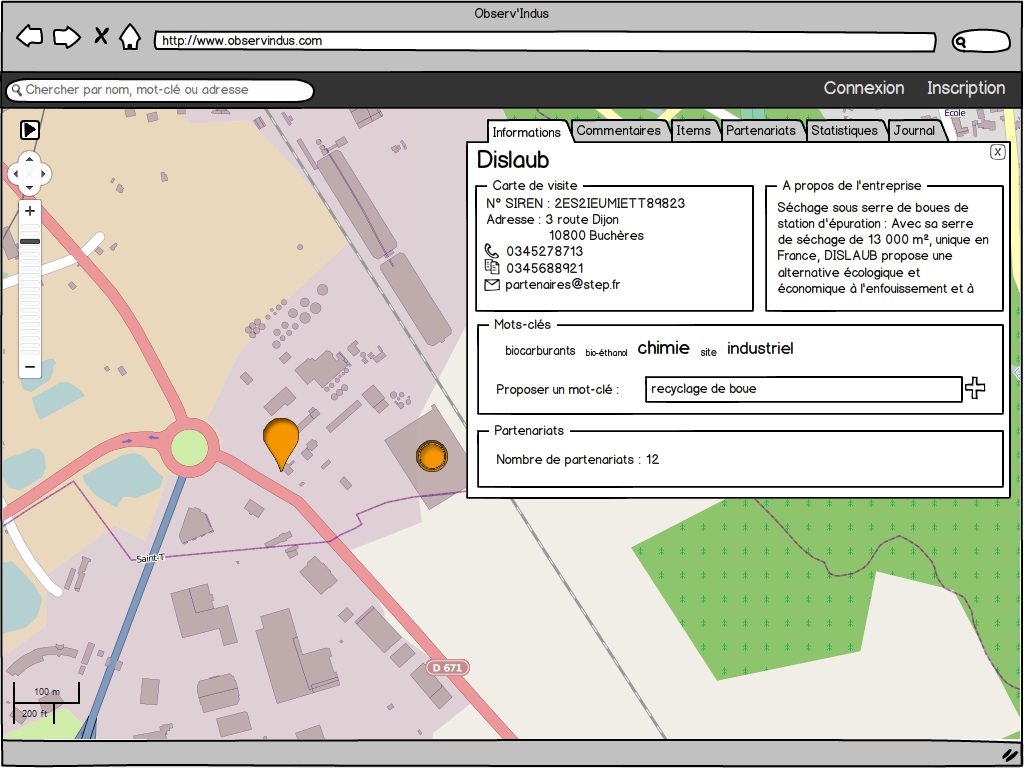 Observ'Indus
http://www.observindus.com
Chercher par nom, mot-clé ou adresse
Connexion
Inscription
École
Informations
Commentaires
Items
Partenariats
Statistiques
Journal
X
Dislaub
Carte de visite
N° SIREN : 2ES2IEUMIETT89823
Adresse : 3 route Dijon
10800 Buchères
0345278713
0345688921
partenaires@step.fr
A propos de l'entreprise
Séchage sous serre de boues de
station d'épuration : Avec sa serre
de séchage de 13 000 m², unique en
France, DISLAUB propose une
alternative écologique et
économique à l'enfouissement et à
Mots-clés
biocarburants bio-éthanol chimie site industriel
Proposer un mot-clé : recyclage de boue
Partenariats
Nombre de partenariats : 12
Saint-T
D 671
100 m
200 ft